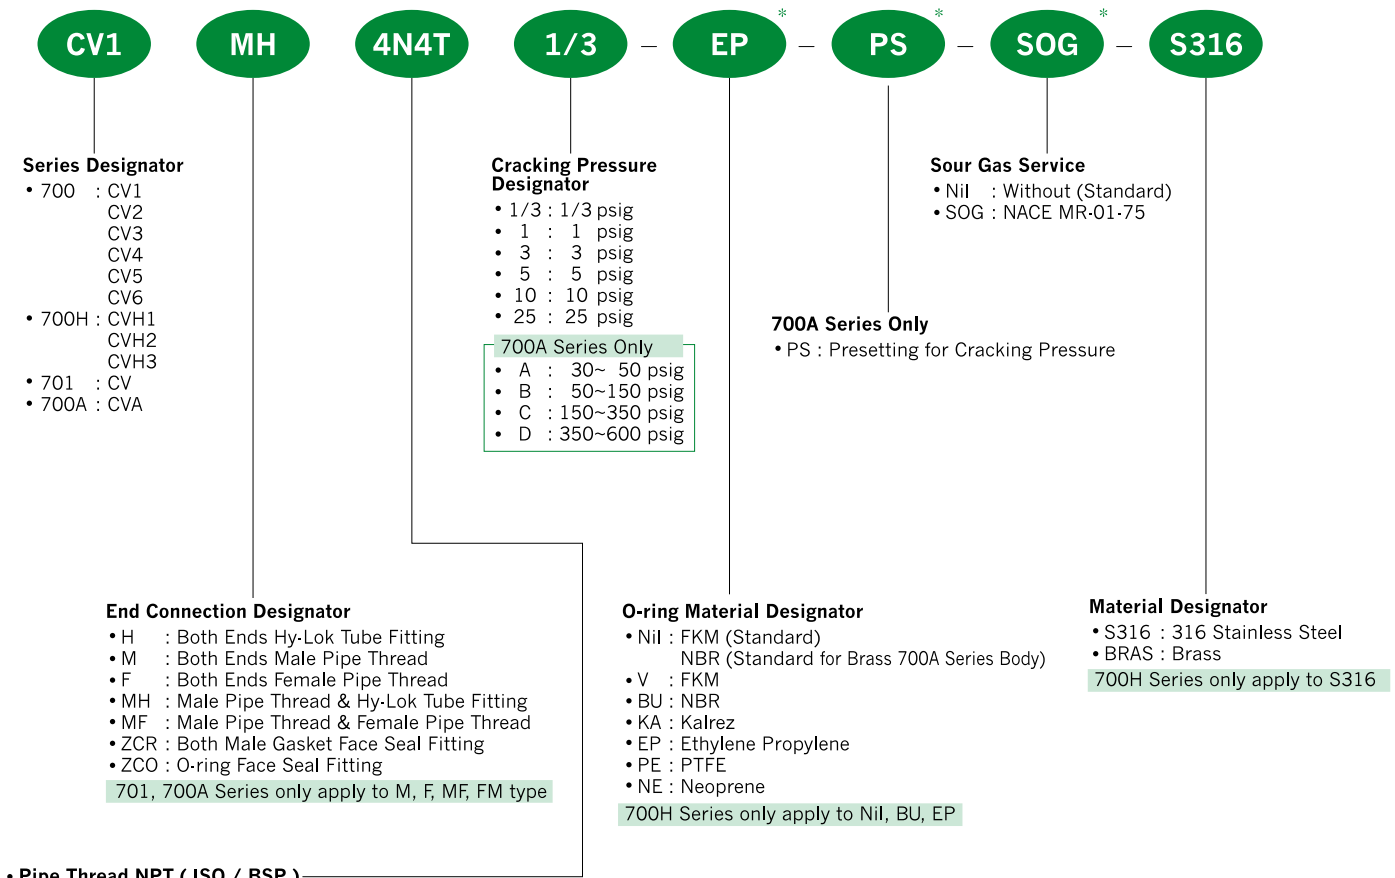 CV1 MH 4N4T 1/3 – EP* – PS* – SOG* – S316
Series Designator
• 700 : CV1
CV2
CV3
CV4
CV5
CV6
• 700H : CVH1
CVH2
CVH3
• 701 : CV
• 700A : CVA
Cracking Pressure
Designator
• 1/3 : 1/3 psig
• 1 : 1 psig
• 3 : 3 psig
• 5 : 5 psig
• 10 : 10 psig
• 25 : 25 psig
700A Series Only
• A : 30~ 50 psig
• B : 50~150 psig
• C : 150~350 psig
• D : 350~600 psig
700A Series Only
• PS : Presetting for Cracking Pressure
Sour Gas Service
• Nil : Without (Standard)
• SOG : NACE MR-01-75
End Connection Designator
• H : Both Ends Hy-Lok Tube Fitting
• M : Both Ends Male Pipe Thread
• F : Both Ends Female Pipe Thread
• MH : Male Pipe Thread & Hy-Lok Tube Fitting
• MF : Male Pipe Thread & Female Pipe Thread
• ZCR : Both Male Gasket Face Seal Fitting
• ZCO : O-ring Face Seal Fitting
701, 700A Series only apply to M, F, MF, FM type
O-ring Material Designator
• Nil : FKM (Standard)
NBR (Standard for Brass 700A Series Body)
• V : FKM
• BU : NBR
• KA : Kalrez
• EP : Ethylene Propylene
• PE : PTFE
• NE : Neoprene
700H Series only apply to Nil, BU, EP
Material Designator
• S316 : 316 Stainless Steel
• BRAS : Brass
700H Series only apply to S316
• Pipe Thread NPT ( ISO / BSP )